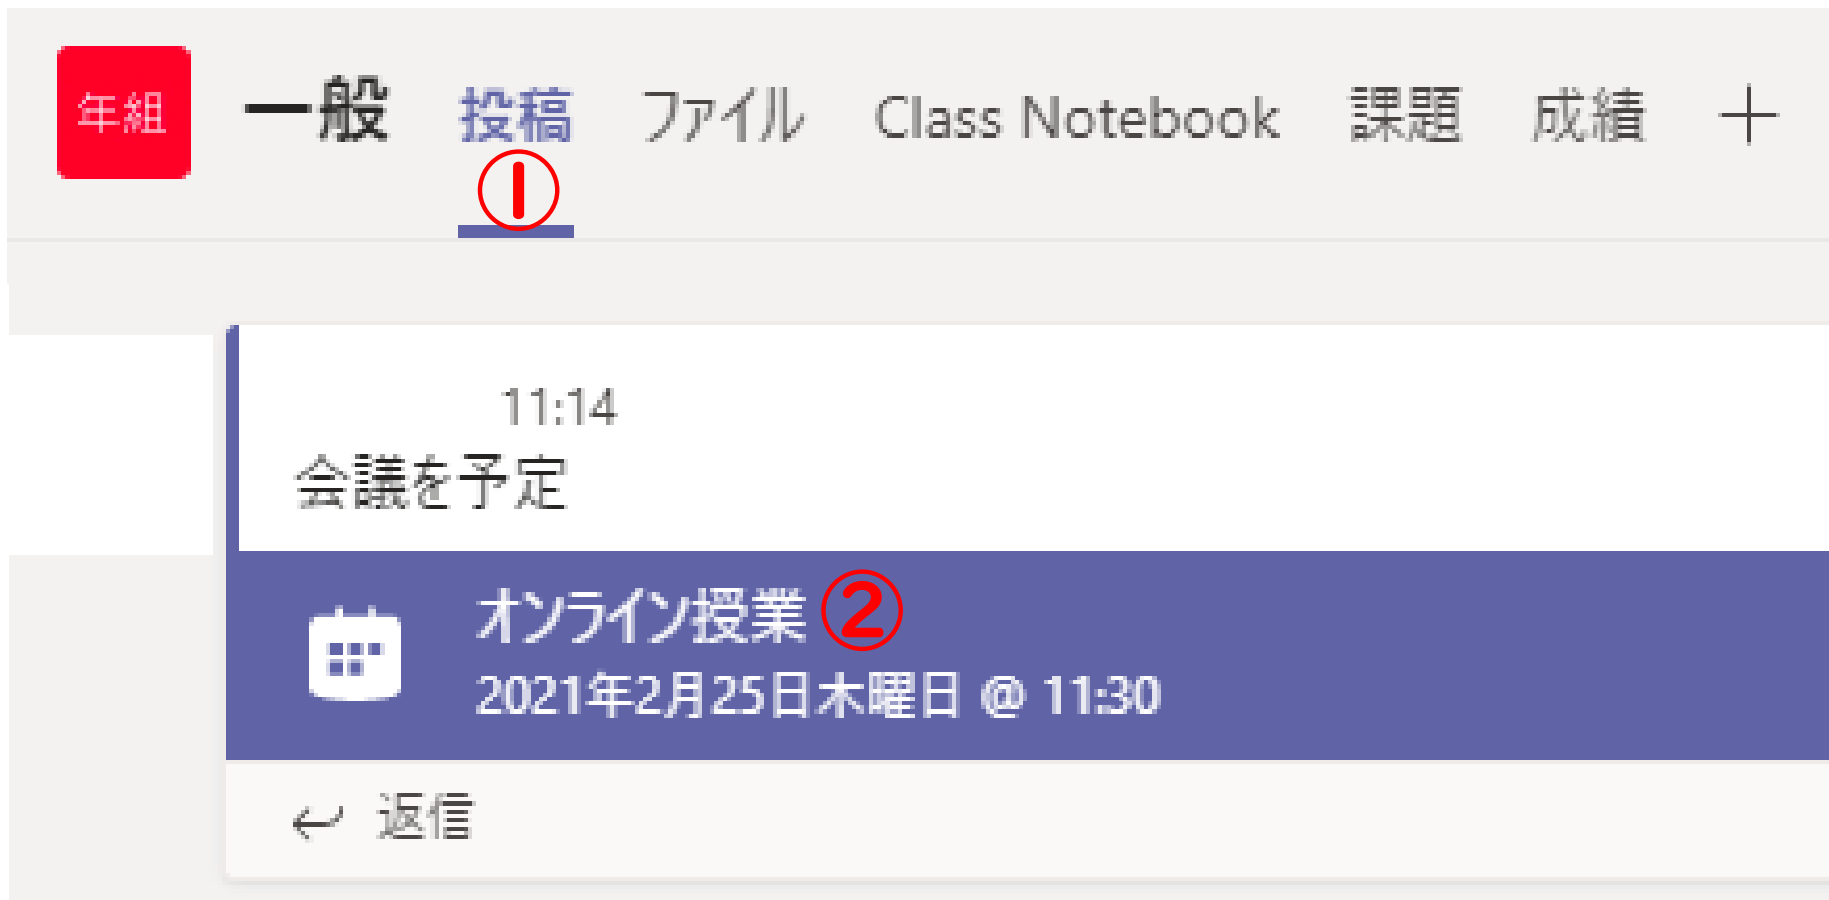 年組 一般 投稿 ファイル Class Notebook 課題 成績 +
①
11:14
会議を予定
オンライン授業 ②
2021年2月25日木曜日 @ 11:30
返信